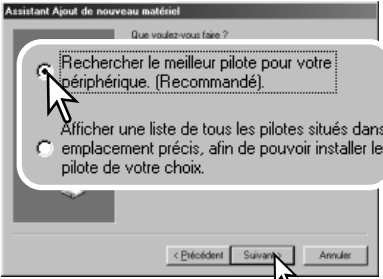 Assistant Ajout de nouveau matériel
Que voulez-vous faire ?
Rechercher le meilleur pilote pour votre
périphérique. (Recommandé).
Afficher une liste de tous les pilotes situés dans
emplacement précis, afin de pouvoir installer le
pilote de votre choix.
< Précédent Suivant > Annuler